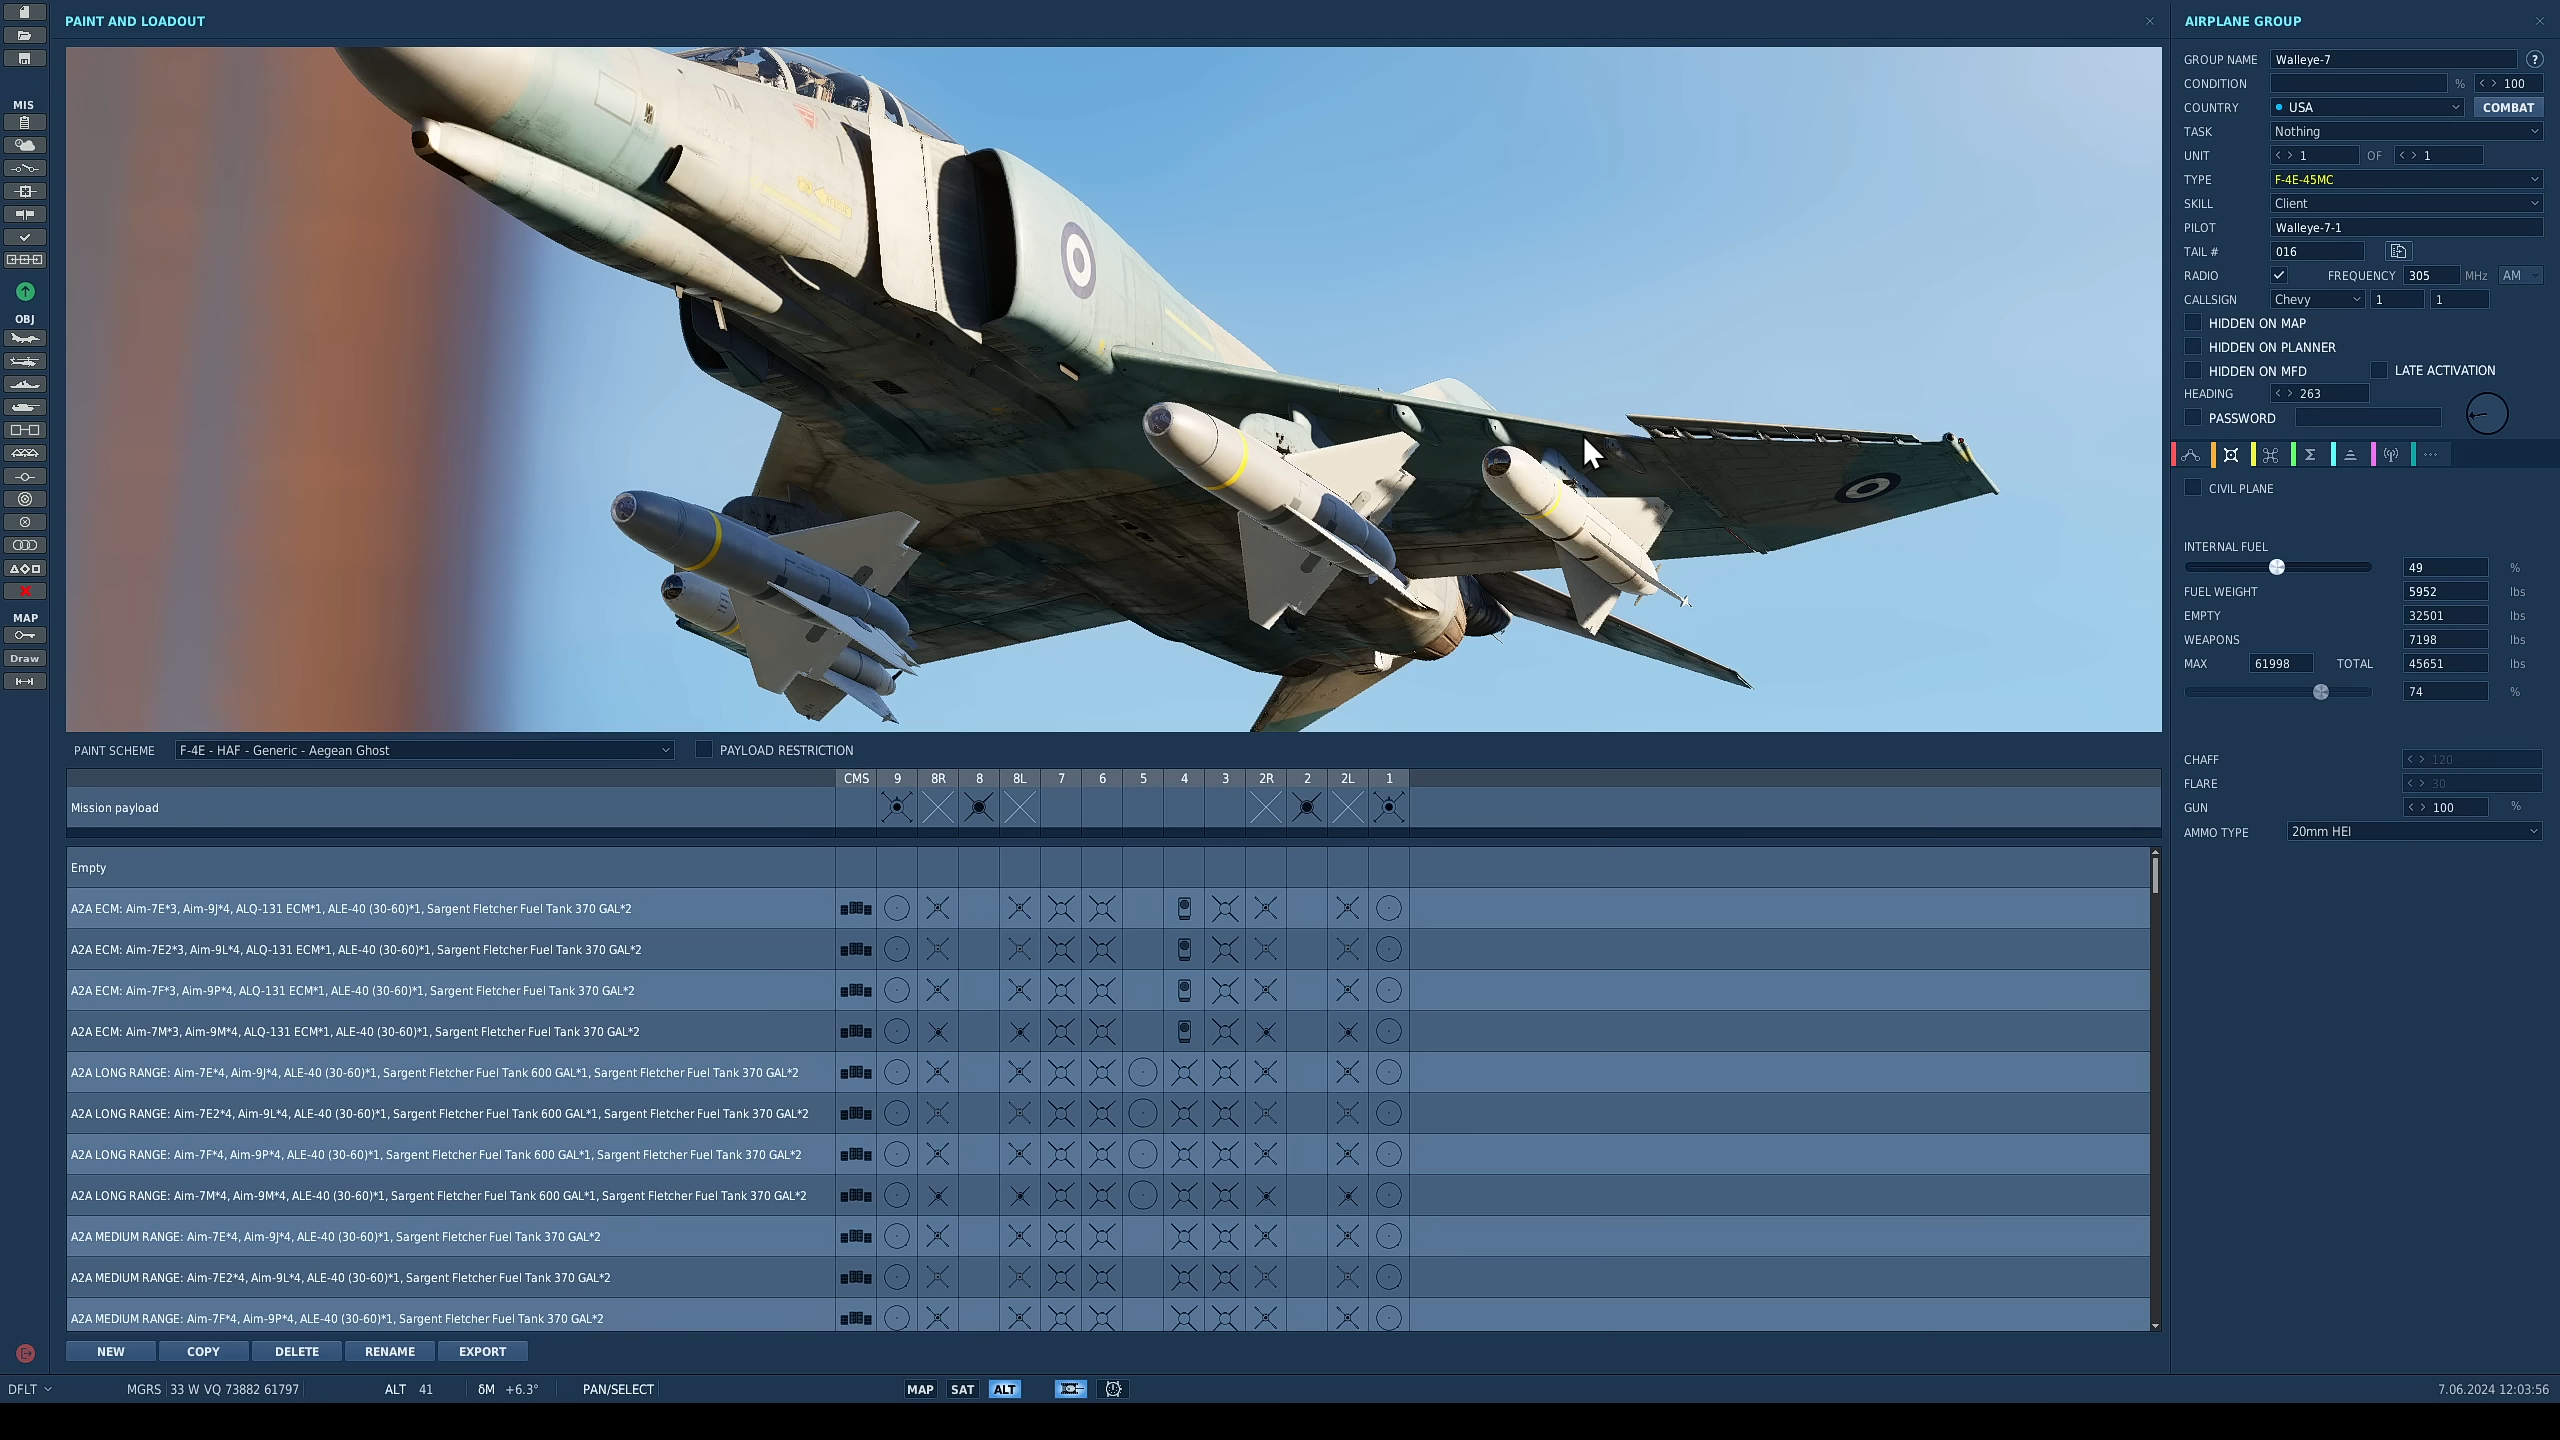 PAINT AND LOADOUT
AIRPLANE GROUP
GROUP NAME Walleye-7 ?
CONDITION % < > 100
COUNTRY USA COMBAT
TASK Nothing
UNIT < > 1 OF < > 1
TYPE F-4E-45MC
SKILL Client
PILOT Walleye-7-1
TAIL # 016
RADIO FREQUENCY 305 MHz AM
CALLSIGN Chevy 1 1
HIDDEN ON MAP
HIDDEN ON PLANNER
HIDDEN ON MFD LATE ACTIVATION
HEADING < > 263
PASSWORD
CIVIL PLANE
INTERNAL FUEL
49 %
FUEL WEIGHT 5952 lbs
EMPTY 32501 lbs
WEAPONS 7198 lbs
MAX 61998 TOTAL 45651 lbs
74 %
CHAFF < > 120
FLARE < > 30
GUN < > 100 %
AMMO TYPE 20mm HEI
MIS
OBJ
MAP
Draw
RESCUE
PAINT SCHEME F-4E - HAF - Generic - Aegean Ghost PAYLOAD RESTRICTION
CMS 9 8R 8 8L 7 6 5 4 3 2R 2 2L 1
Mission payload
Empty
A2A ECM: Aim-7E*3, Aim-9J*4, ALQ-131 ECM*1, ALE-40 (30-60)*1, Sargent Fletcher Fuel Tank 370 GAL*2
A2A ECM: Aim-7E2*3, Aim-9L*4, ALQ-131 ECM*1, ALE-40 (30-60)*1, Sargent Fletcher Fuel Tank 370 GAL*2
A2A ECM: Aim-7F*3, Aim-9P*4, ALQ-131 ECM*1, ALE-40 (30-60)*1, Sargent Fletcher Fuel Tank 370 GAL*2
A2A ECM: Aim-7M*3, Aim-9M*4, ALQ-131 ECM*1, ALE-40 (30-60)*1, Sargent Fletcher Fuel Tank 370 GAL*2
A2A LONG RANGE: Aim-7E*4, Aim-9J*4, ALE-40 (30-60)*1, Sargent Fletcher Fuel Tank 600 GAL*1, Sargent Fletcher Fuel Tank 370 GAL*2
A2A LONG RANGE: Aim-7E2*4, Aim-9L*4, ALE-40 (30-60)*1, Sargent Fletcher Fuel Tank 600 GAL*1, Sargent Fletcher Fuel Tank 370 GAL*2
A2A LONG RANGE: Aim-7F*4, Aim-9P*4, ALE-40 (30-60)*1, Sargent Fletcher Fuel Tank 600 GAL*1, Sargent Fletcher Fuel Tank 370 GAL*2
A2A LONG RANGE: Aim-7M*4, Aim-9M*4, ALE-40 (30-60)*1, Sargent Fletcher Fuel Tank 600 GAL*1, Sargent Fletcher Fuel Tank 370 GAL*2
A2A MEDIUM RANGE: Aim-7E*4, Aim-9J*4, ALE-40 (30-60)*1, Sargent Fletcher Fuel Tank 370 GAL*2
A2A MEDIUM RANGE: Aim-7E2*4, Aim-9L*4, ALE-40 (30-60)*1, Sargent Fletcher Fuel Tank 370 GAL*2
A2A MEDIUM RANGE: Aim-7F*4, Aim-9P*4, ALE-40 (30-60)*1, Sargent Fletcher Fuel Tank 370 GAL*2
NEW COPY DELETE RENAME EXPORT
DFLT MGRS 33 W VQ 73882 61797 ALT 41 δM +6.3° PAN/SELECT MAP SAT ALT 7.06.2024 12:03:56